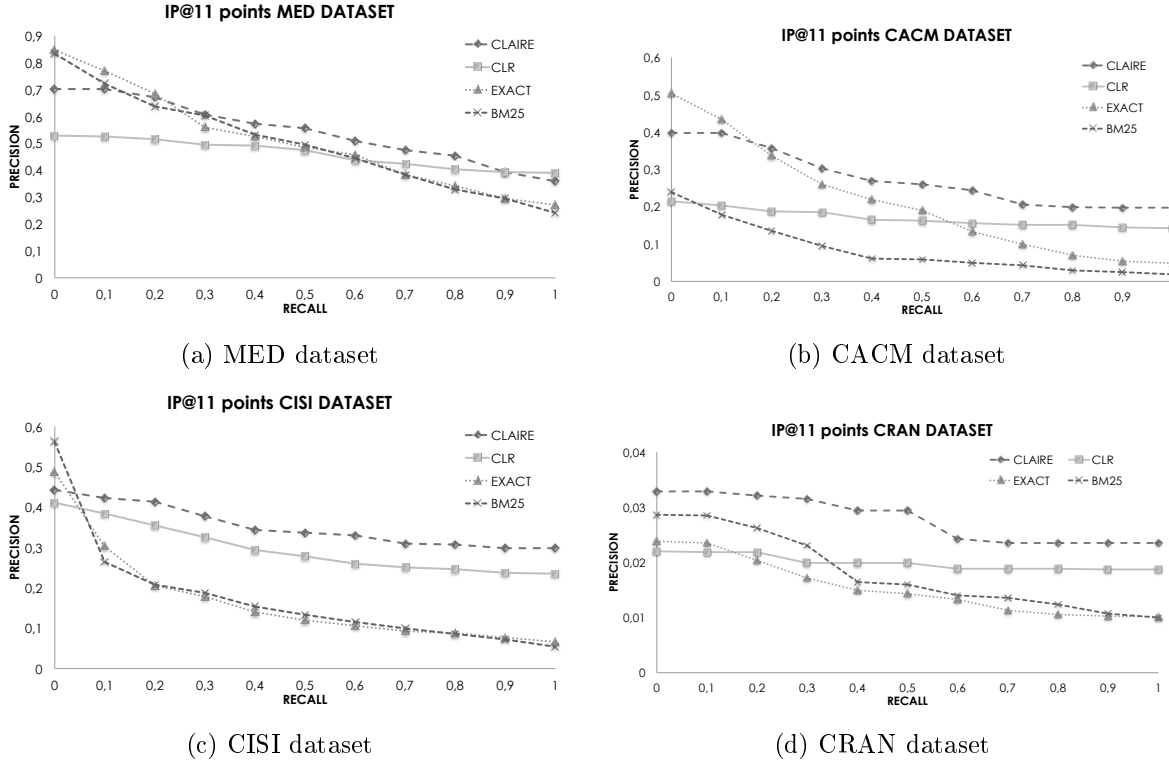 IP@11 points MED DATASET
PRECISION
0,9
0,8
0,7
0,6
0,5
0,4
0,3
0,2
0,1
0
0 0,1 0,2 0,3 0,4 0,5 0,6 0,7 0,8 0,9 1
RECALL
CLAIRE
CLR
EXACT
BM25
(a) MED dataset
IP@11 points CACM DATASET
PRECISION
0,6
0,5
0,4
0,3
0,2
0,1
0
0 0,1 0,2 0,3 0,4 0,5 0,6 0,7 0,8 0,9
RECALL
CLAIRE
CLR
EXACT
BM25
(b) CACM dataset
IP@11 points CISI DATASET
PRECISION
0,6
0,5
0,4
0,3
0,2
0,1
0
0 0,1 0,2 0,3 0,4 0,5 0,6 0,7 0,8 0,9 1
RECALL
CLAIRE
CLR
EXACT
BM25
(c) CISI dataset
IP@11 points CRAN DATASET
PRECISION
0,04
0,03
0,02
0,01
0
0 0,1 0,2 0,3 0,4 0,5 0,6 0,7 0,8 0,9 1
RECALL
CLAIRE CLR
EXACT BM25
(d) CRAN dataset